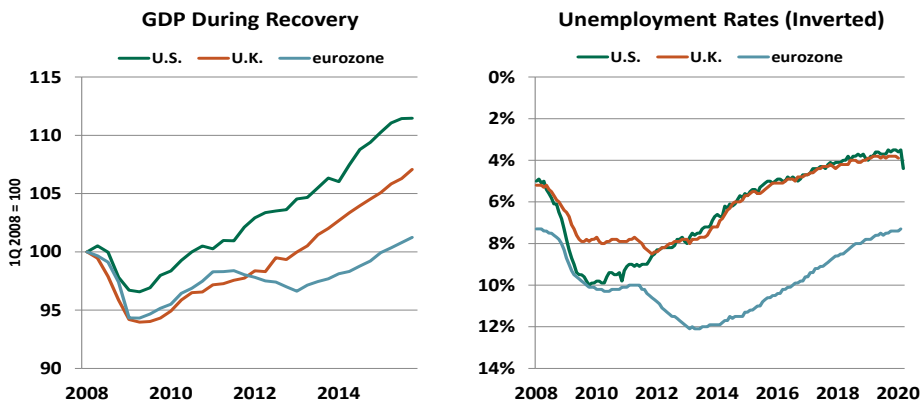 GDP During Recovery
U.S. U.K. eurozone
1Q 2008 = 100
115
110
105
100
95
90
2008 2010 2012 2014
Unemployment Rates (Inverted)
U.S. U.K. eurozone
0%
2%
4%
6%
8%
10%
12%
14%
2008 2010 2012 2014 2016 2018 2020